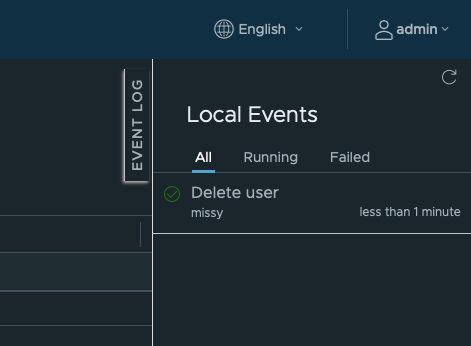 English
admin
EVENT LOG
Local Events
All Running Failed
Delete user
missy less than 1 minute